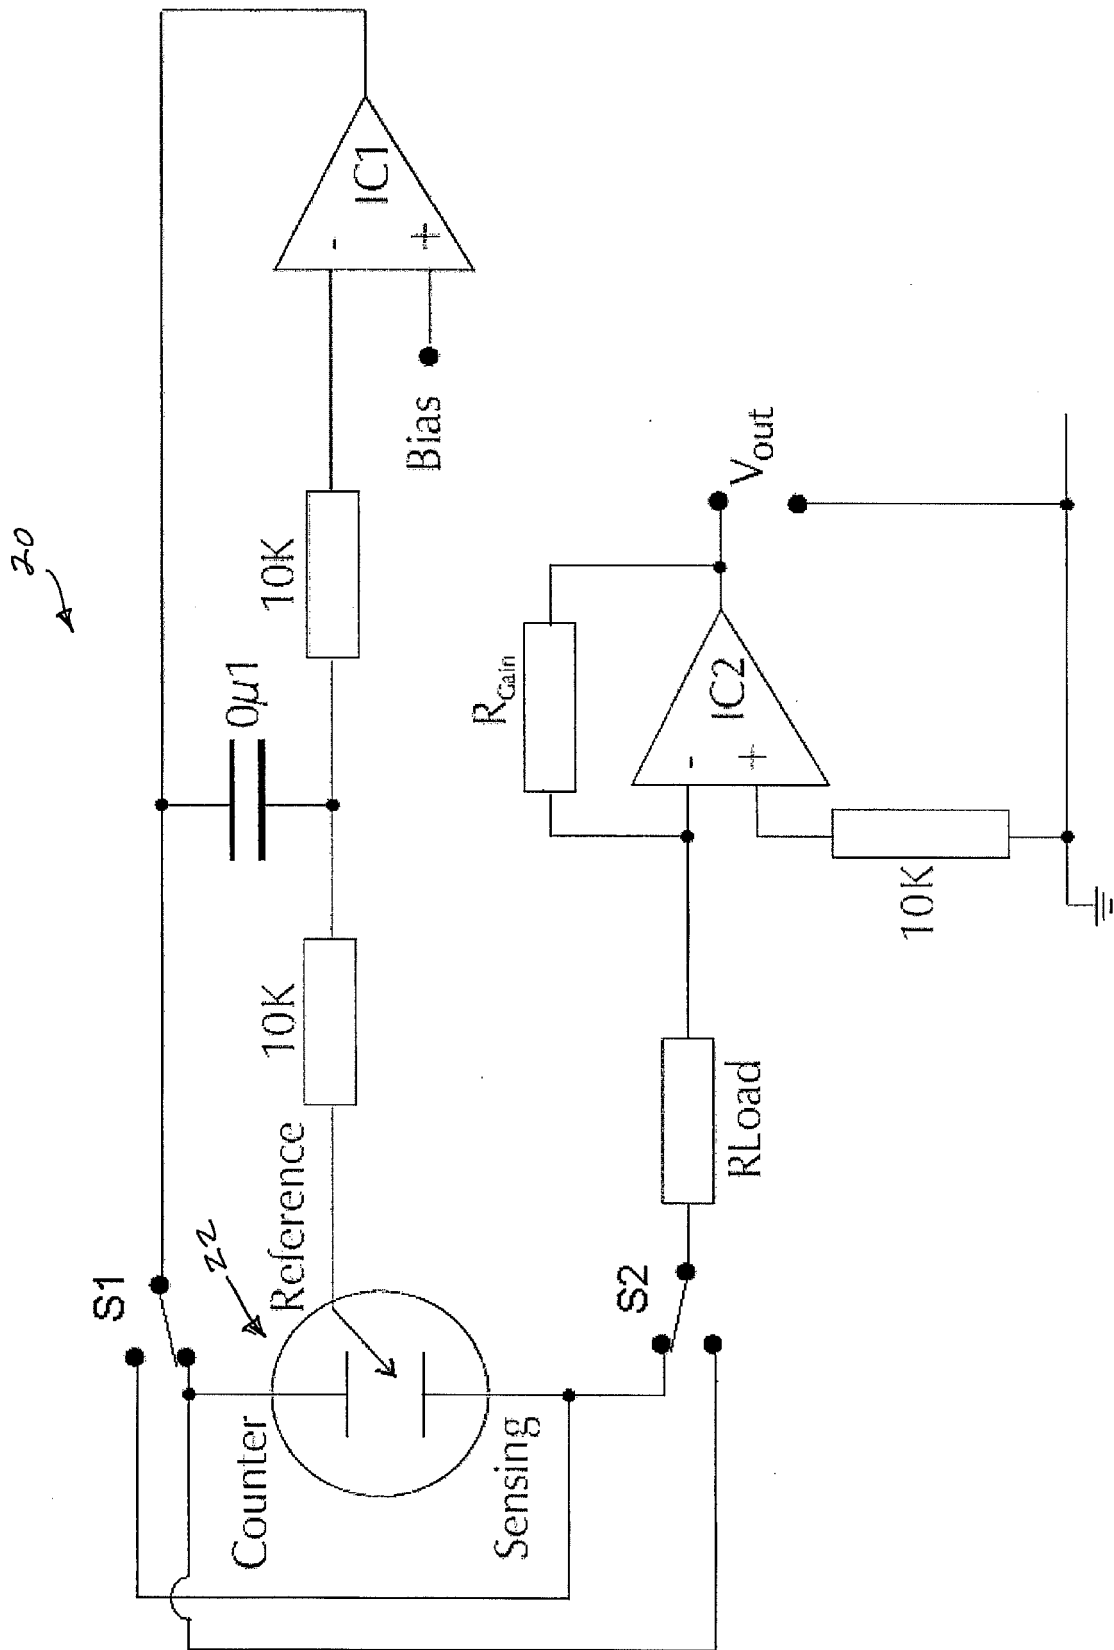 20
S1
0µ1
22
Reference
10K
10K
-
+
IC1
Bias
Counter
Sensing
S2
RLoad
RGain
-
+
IC2
10K
Vout